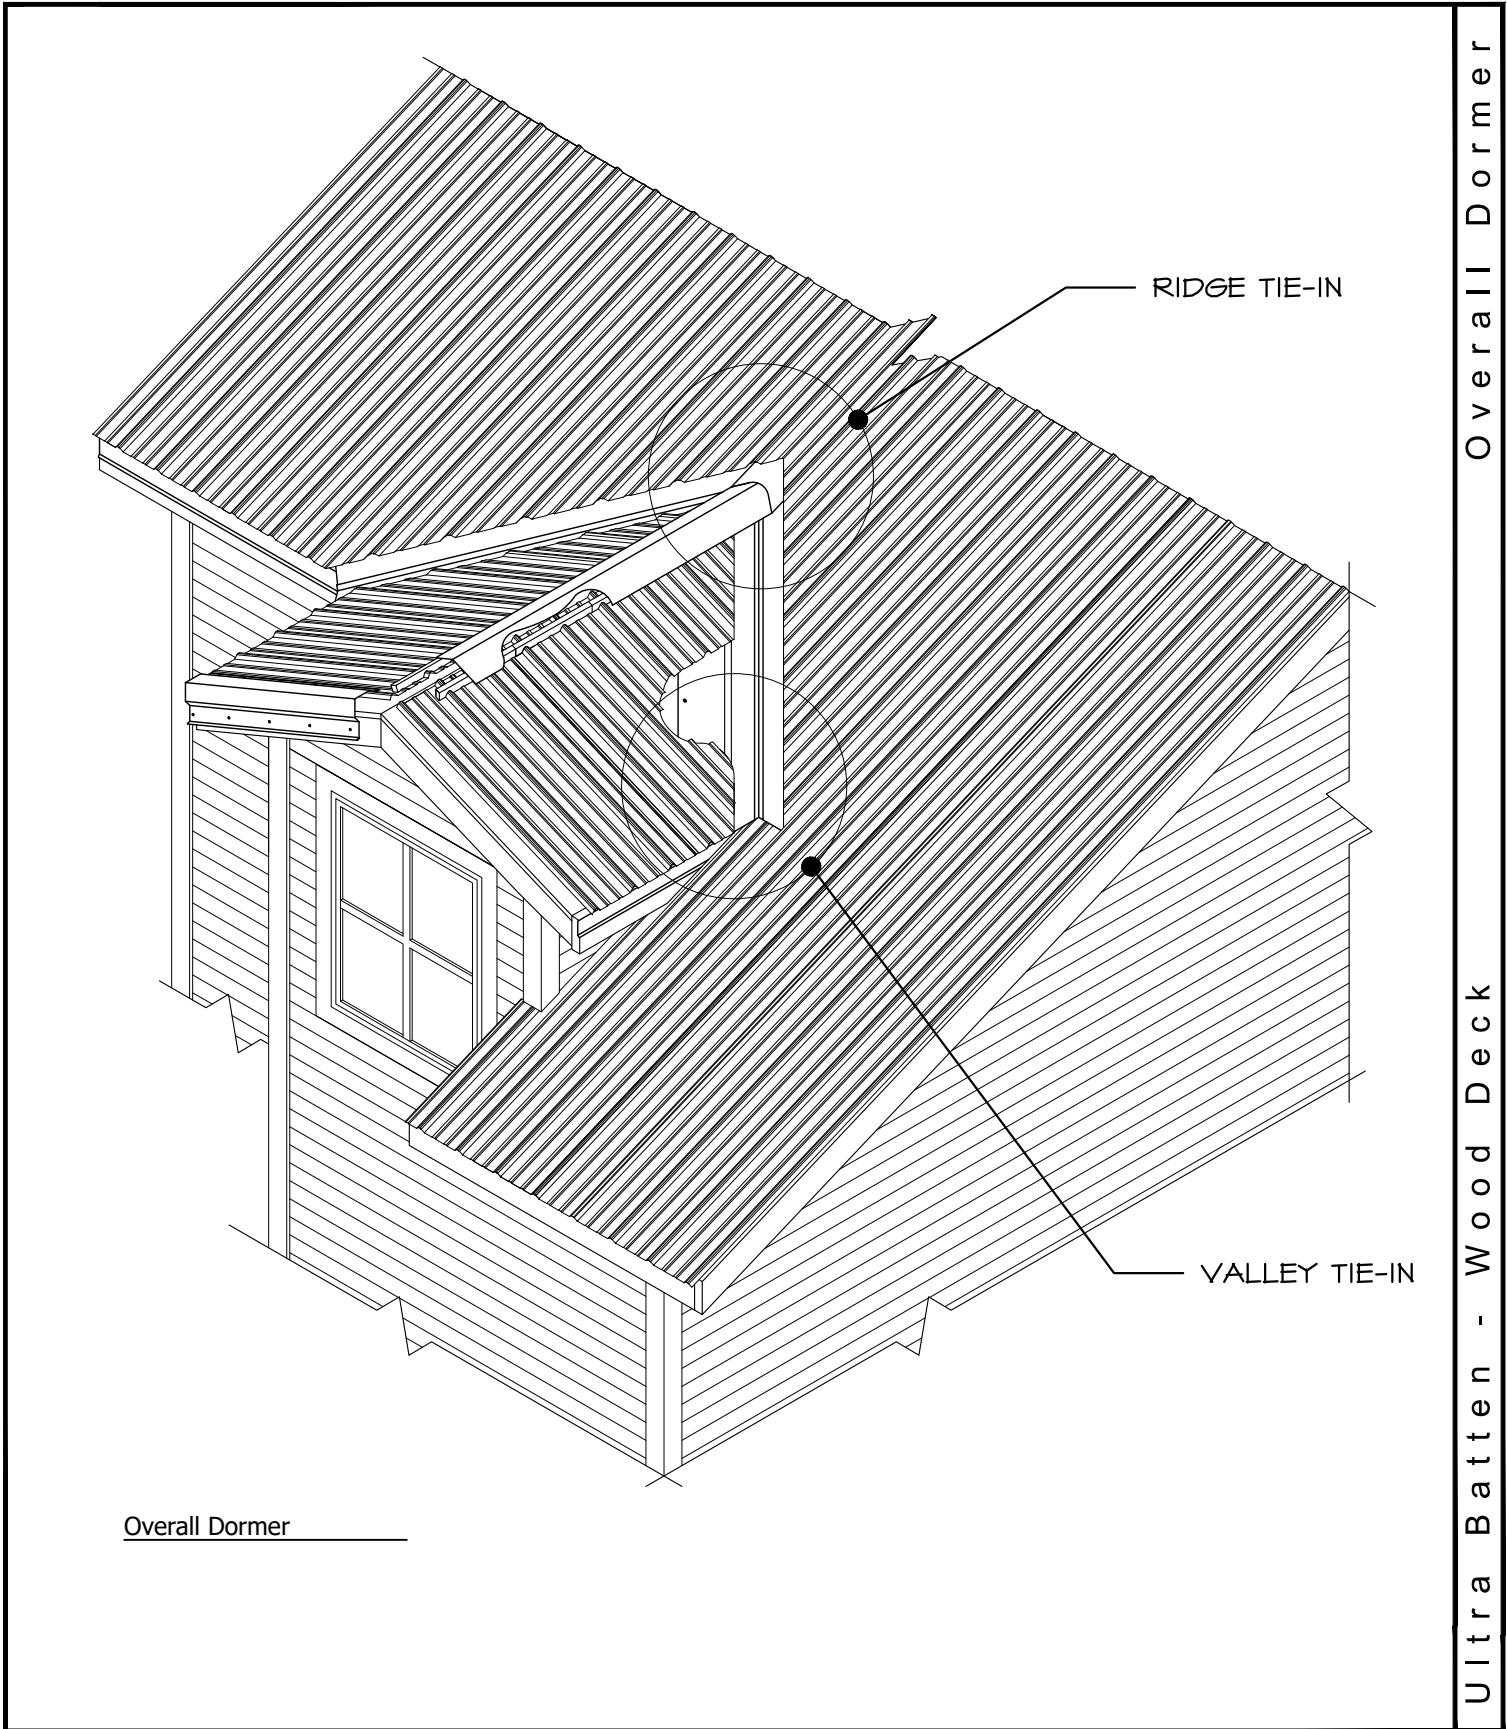 RIDGE TIE-IN
VALLEY TIE-IN
Overall Dormer
Ultra Batten - Wood Deck Overall Dormer